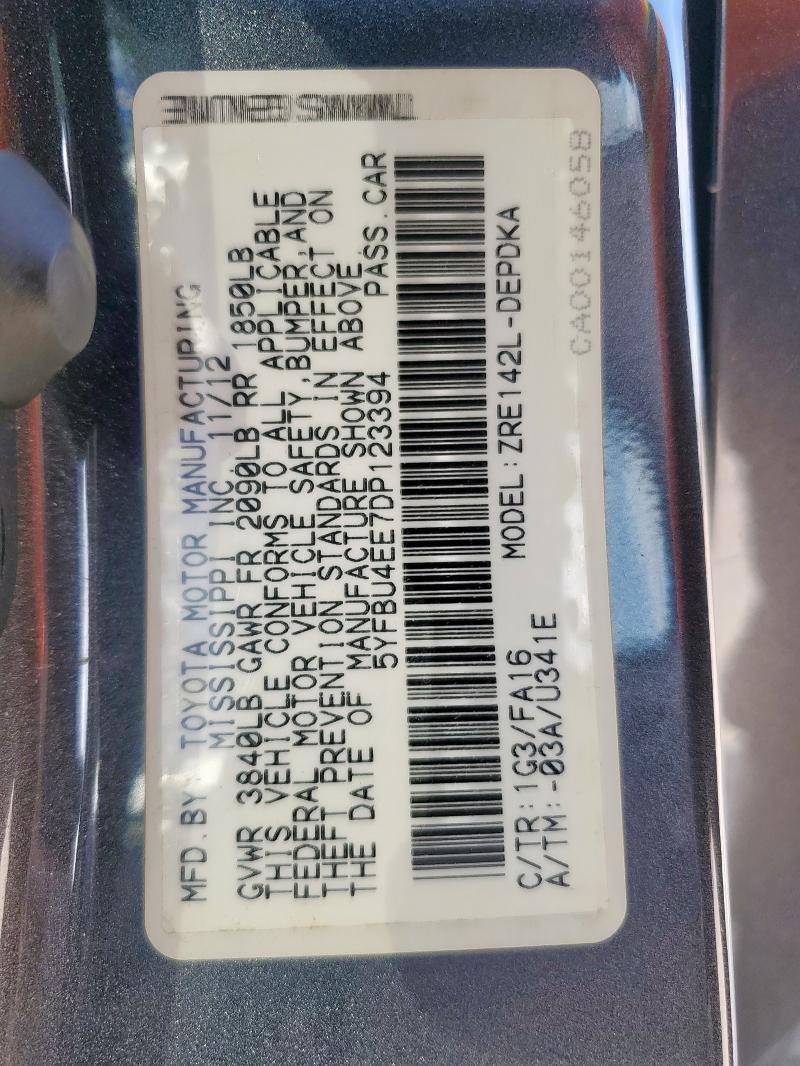 MFD.BY TOYOTA MOTOR MANUFACTURING
MISSISSIPPI INC 11/12
GVWR 3840LB GAWR FR 2090LB RR 1850LB
THIS VEHICLE CONFORMS TO ALL APPLICABLE
FEDERAL MOTOR VEHICLE SAFETY,BUMPER,AND
THEFT PREVENTION STANDARDS IN EFFECT ON
THE DATE OF MANUFACTURE SHOWN ABOVE.
5YFBU4EE7DP123394 PASS.CAR
MODEL:ZRE142L-DEPDKA
C/TR:1G3/FA16
A/TM:-03A/U341E
CA00146058